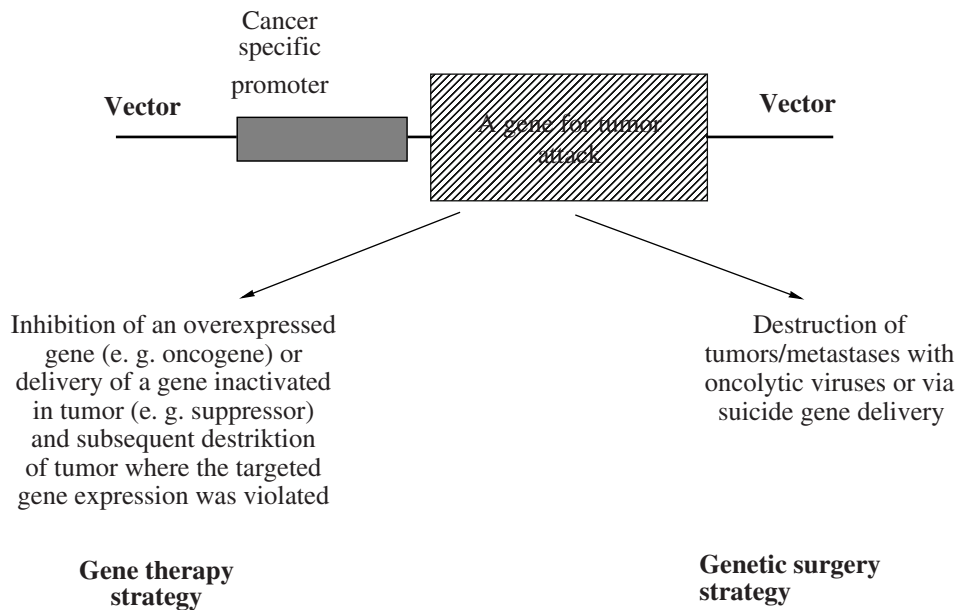 Cancer
specific
promoter
Vector
A gene for tumor
attack
Vector
Inhibition of an overexpressed
gene (e. g. oncogene) or
delivery of a gene inactivated
in tumor (e. g. suppressor)
and subsequent destriktion
of tumor where the targeted
gene expression was violated
Destruction of
tumors/metastases with
oncolytic viruses or via
suicide gene delivery
Gene therapy
strategy
Genetic surgery
strategy